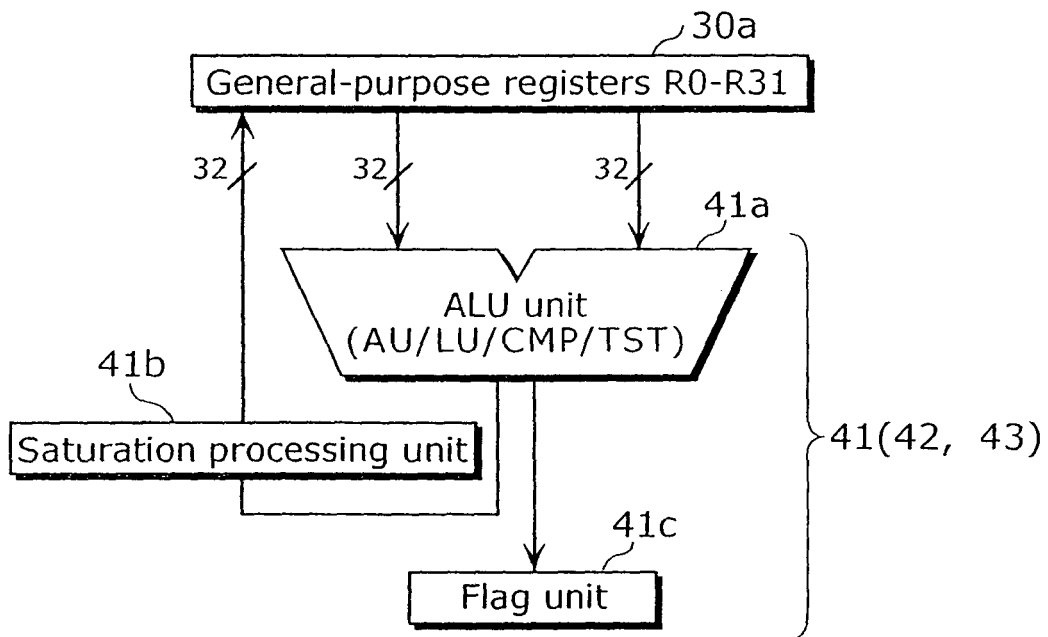 30a
General-purpose registers R0-R31
32
32
32
41a
ALU unit
(AU/LU/CMP/TST)
41b
Saturation processing unit
41(42, 43)
41c
Flag unit